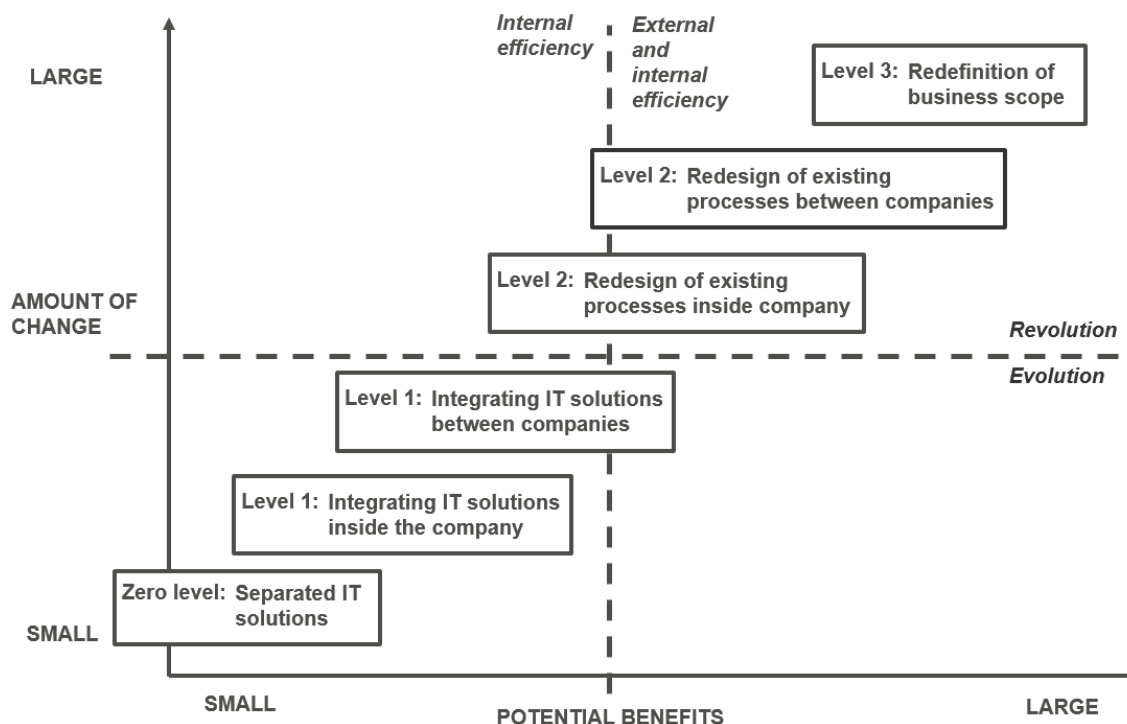 Internal
efficiency
External
and
internal
efficiency
LARGE
Level 3: Redefinition of
business scope
Level 2: Redesign of existing
processes between companies
Level 2: Redesign of existing
processes inside company
AMOUNT OF
CHANGE
Revolution
Evolution
Level 1: Integrating IT solutions
between companies
Level 1: Integrating IT solutions
inside the company
Zero level: Separated IT
solutions
SMALL
SMALL
POTENTIAL BENEFITS
LARGE